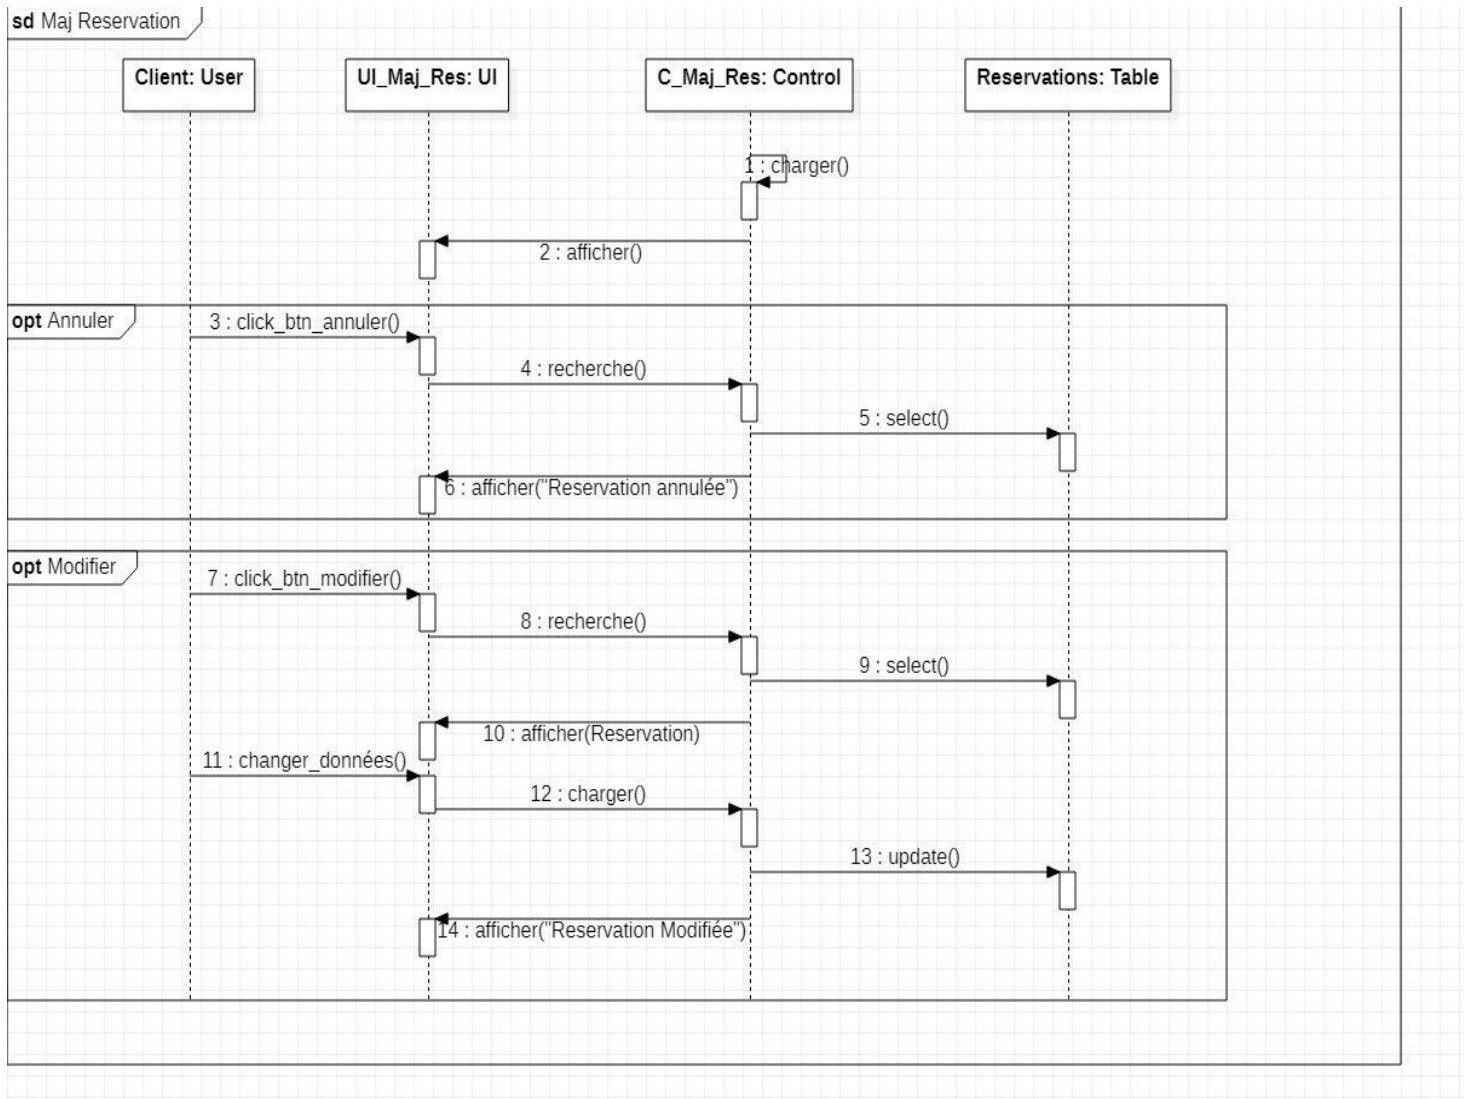 sd Maj Reservation
Client: User
UI_Maj_Res: UI
C_Maj_Res: Control
Reservations: Table
1 : charger()
2 : afficher()
opt Annuler
3 : click_btn_annuler()
4 : recherche()
5 : select()
6 : afficher("Reservation annulée")
opt Modifier
7 : click_btn_modifier()
8 : recherche()
9 : select()
10 : afficher(Reservation)
11 : changer_données()
12 : charger()
13 : update()
14 : afficher("Reservation Modifiée")